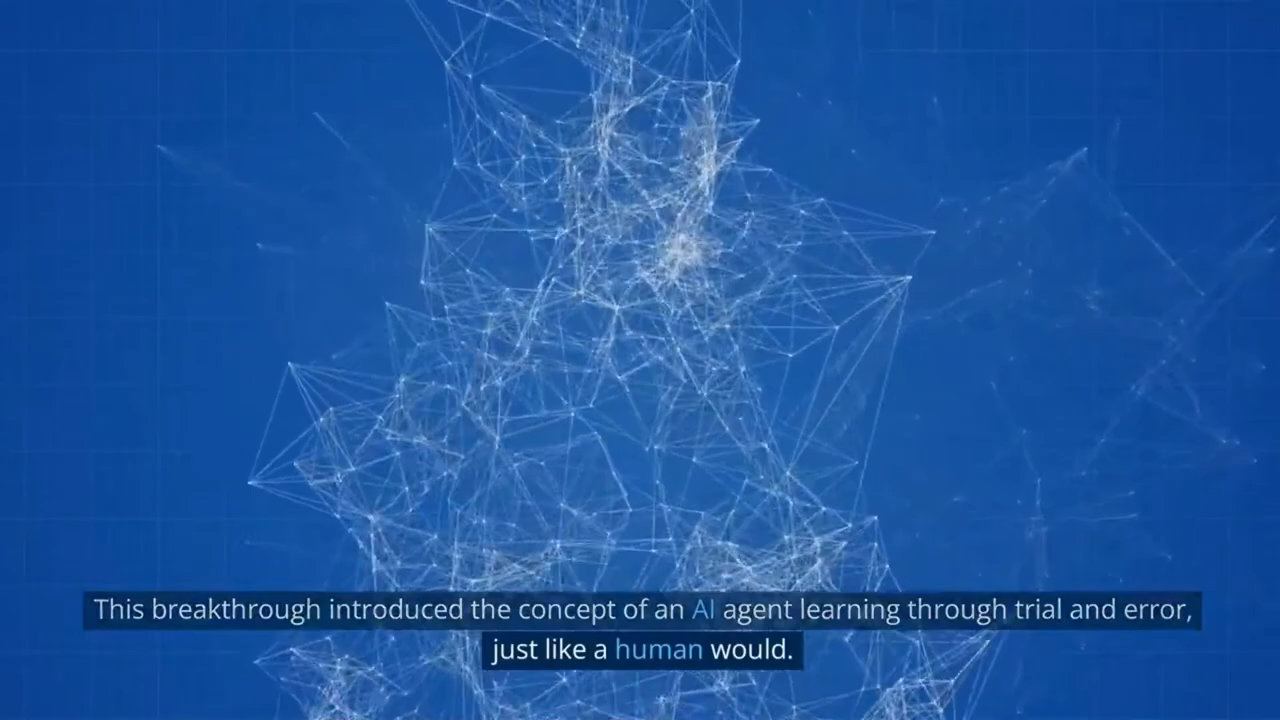 This breakthrough introduced the concept of an AI agent learning through trial and error,
just like a human would.